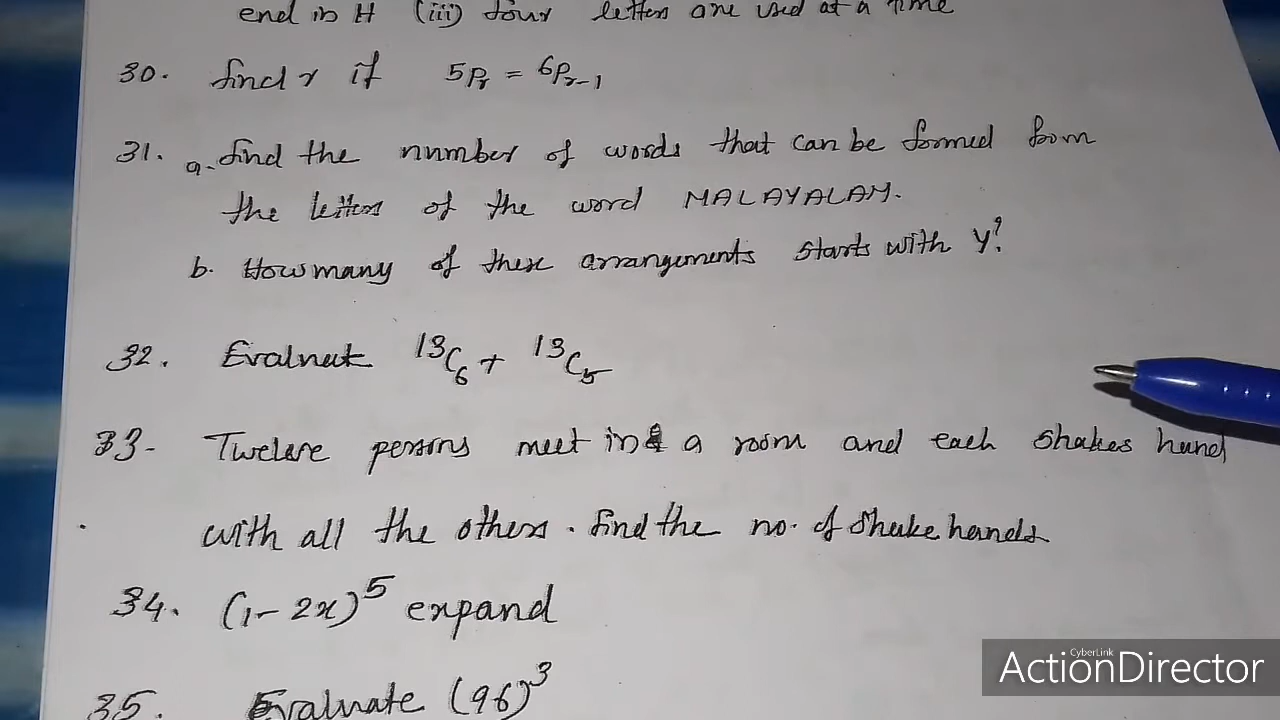 end in H (iii) four letters are used at a time
30. find r if 5Pr = 6Pr-1
31. a. find the number of words that can be formed from
the letters of the word MALAYALAM.
b. How many of these arrangements starts with Y?
32. Evaluate ¹³C₆ + ¹³C₅
33- Twelve persons meet in a room and each shakes hand
with all the others. find the no. of shake hands
34. (1-2x)⁵ expand
35. Evaluate (96)³
CyberLink
ActionDirector